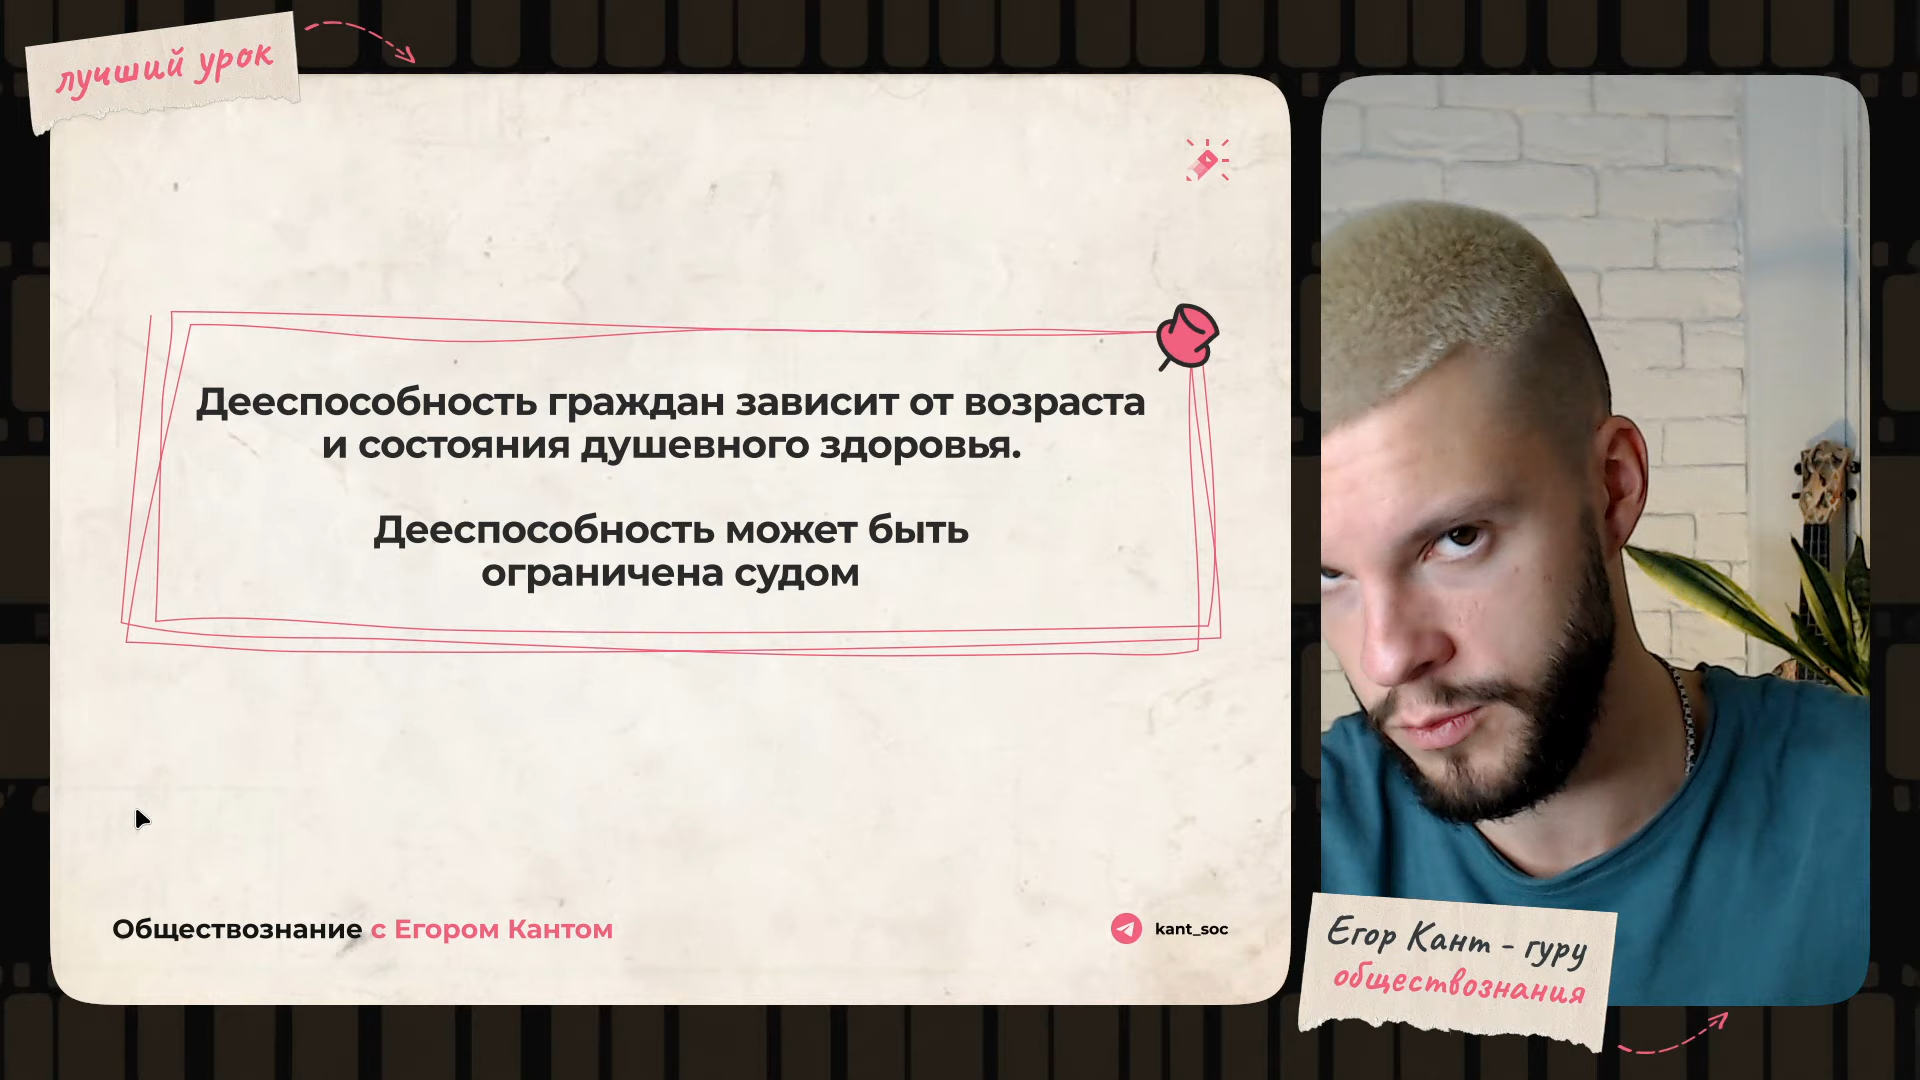 лучший урок
Дееспособность граждан зависит от возраста
и состояния душевного здоровья.
Дееспособность может быть
ограничена судом
Обществознание с Егором Кантом
kant_soc
Егор Кант - гуру
обществознания